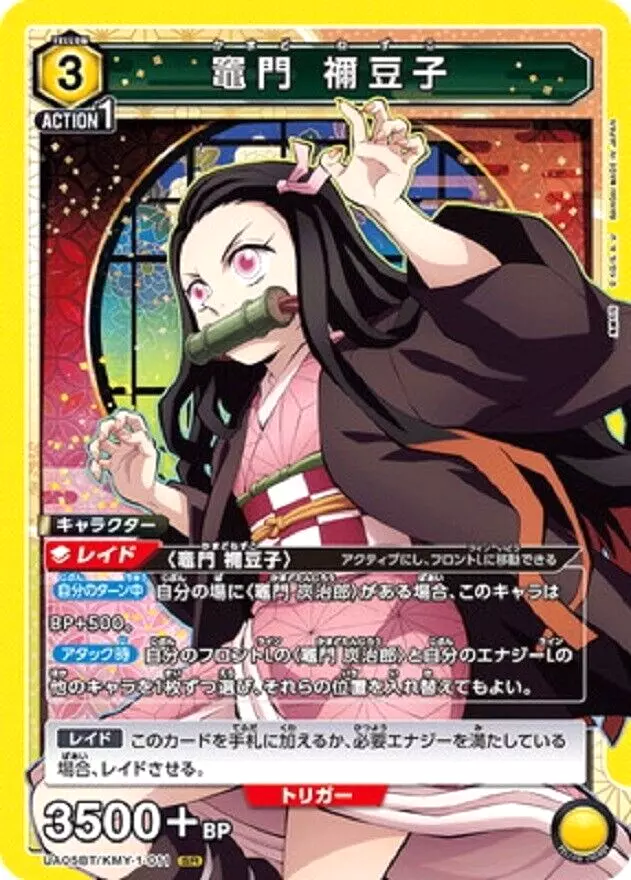 YELLOW
3
ACTION1
かまど ねずこ
竈門 禰豆子
キャラクター
レイド 〈竈門 禰豆子〉 アクティブにし、フロントLに移動できる
自分のターン中 自分の場に〈竈門 炭治郎〉がある場合、このキャラは
BP+500。
アタック時 自分のフロントLの〈竈門 炭治郎〉と自分のエナジーLの
他のキャラを1枚ずつ選び、それらの位置を入れ替えてもよい。
レイド このカードを手札に加えるか、必要エナジーを満たしている
場合、レイドさせる。
トリガー
3500+BP
UA05BT/KMY-1-011 SR